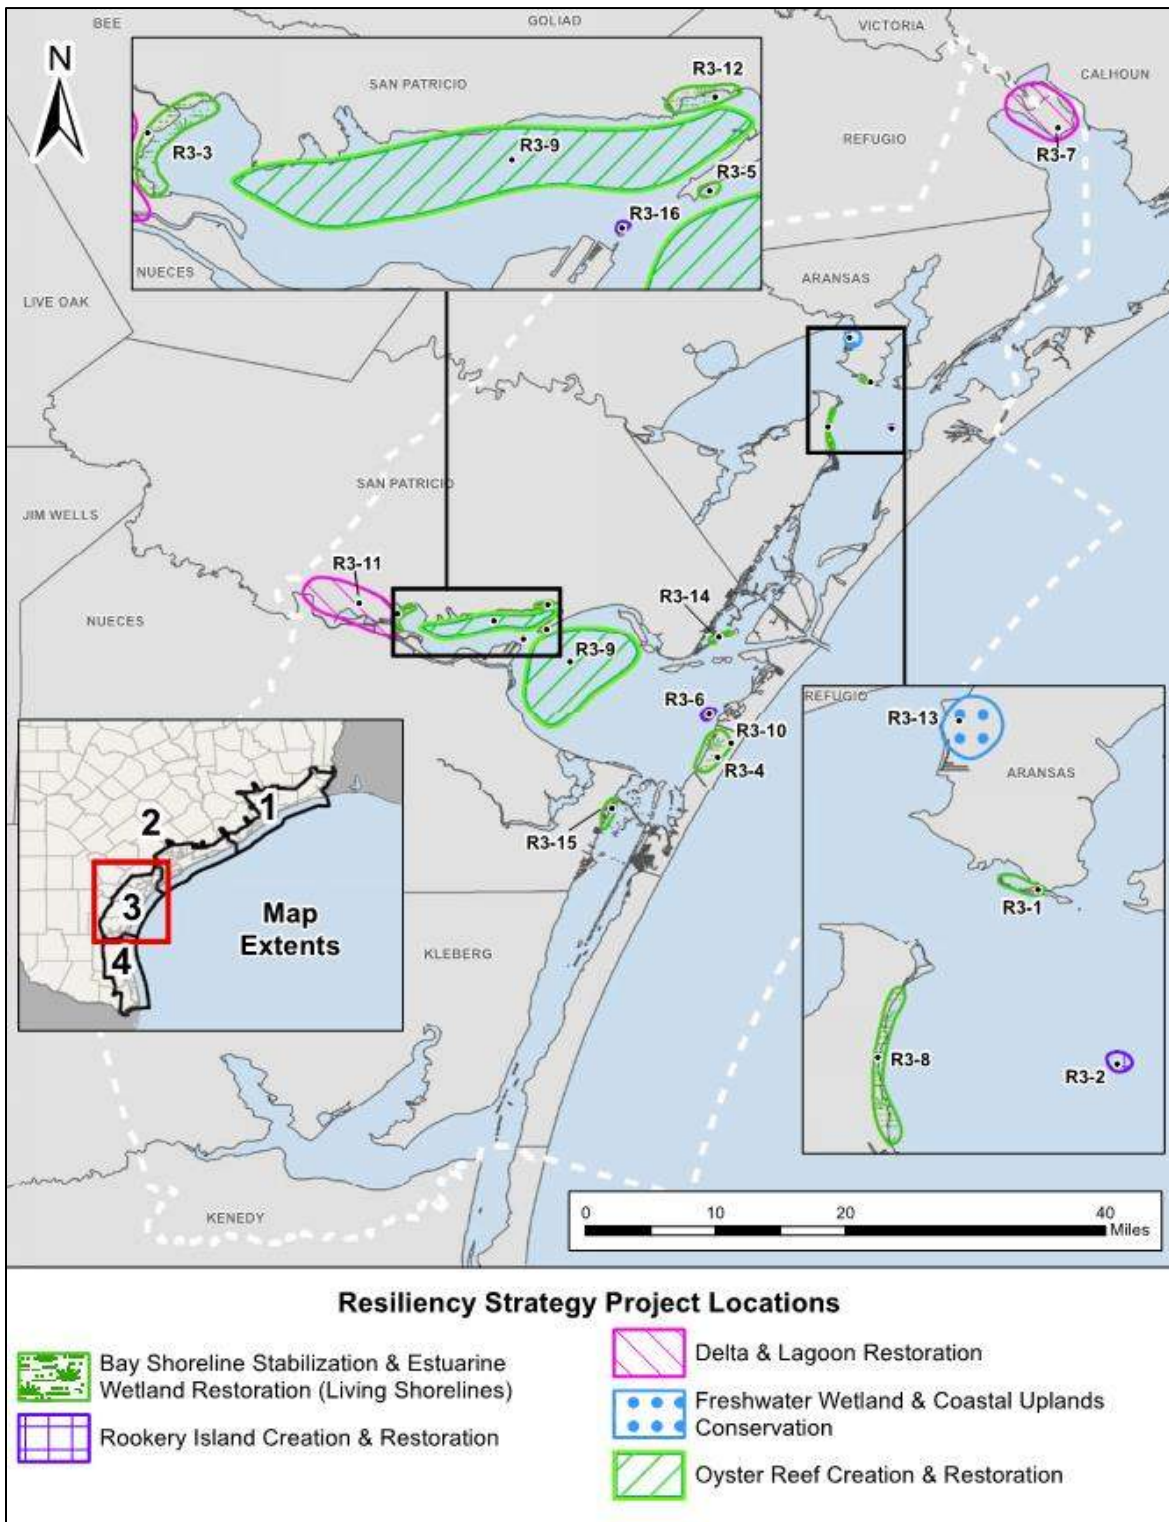 BEE
GOLIAD
VICTORIA
CALHOUN
N
SAN PATRICIO
R3-12
R3-3
R3-9
R3-5
R3-16
NUECES
REFUGIO
R3-7
LIVE OAK
ARANSAS
SAN PATRICIO
JIM WELLS
R3-11
NUECES
R3-14
R3-9
R3-6
R3-10
R3-4
R3-15
REFUGIO
R3-13
ARANSAS
R3-1
R3-8
R3-2
1
2
3
4
Map
Extents
KLEBERG
KENEDY
0 10 20 40
Miles
Resiliency Strategy Project Locations
Bay Shoreline Stabilization & Estuarine
Wetland Restoration (Living Shorelines)
Rookery Island Creation & Restoration
Delta & Lagoon Restoration
Freshwater Wetland & Coastal Uplands
Conservation
Oyster Reef Creation & Restoration